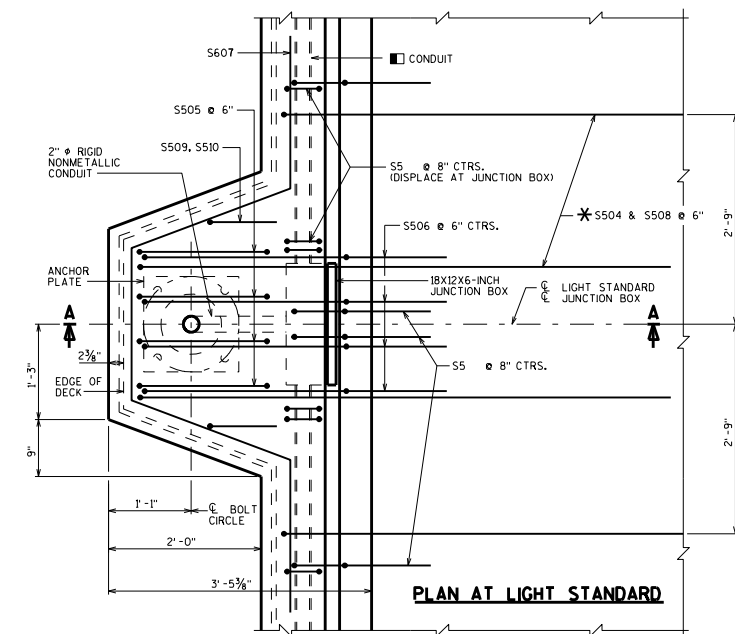 S607
CONDUIT
S505 @ 6"
2" ø RIGID
NONMETALLIC
CONDUIT
S509, S510
S5 @ 8" CTRS.
(DISPLACE AT JUNCTION BOX)
S504 & S508 @ 6"
2'-9"
S506 @ 6" CTRS.
ANCHOR
PLATE
18X12X6-INCH
JUNCTION BOX
℄ LIGHT STANDARD
℄ JUNCTION BOX
A
A
2⅜"
1'-3"
EDGE OF
DECK
S5 @ 8" CTRS.
9"
2'-9"
1'-1"
℄ BOLT
CIRCLE
2'-0"
3'-5⅜"
PLAN AT LIGHT STANDARD